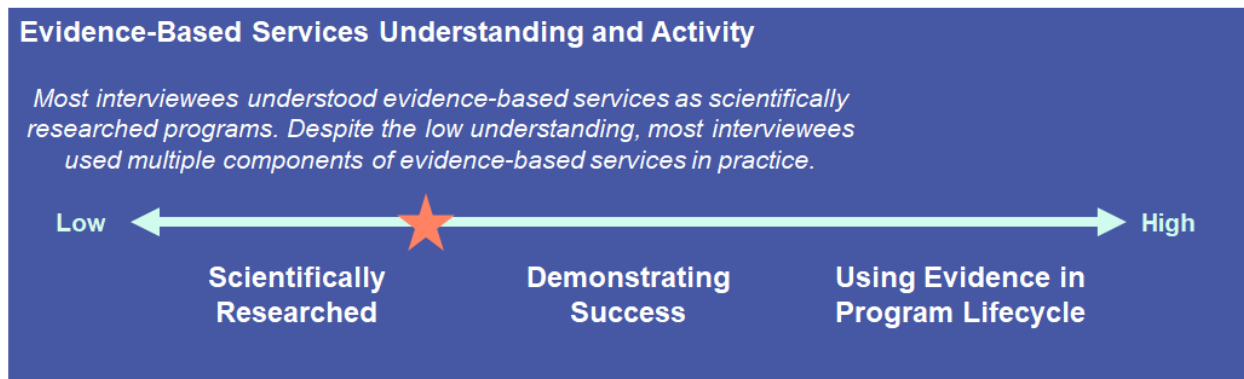 Evidence-Based Services Understanding and Activity
Most interviewees understood evidence-based services as scientifically
researched programs. Despite the low understanding, most interviewees
used multiple components of evidence-based services in practice.
Low
High
Scientifically
Researched
Demonstrating
Success
Using Evidence in
Program Lifecycle